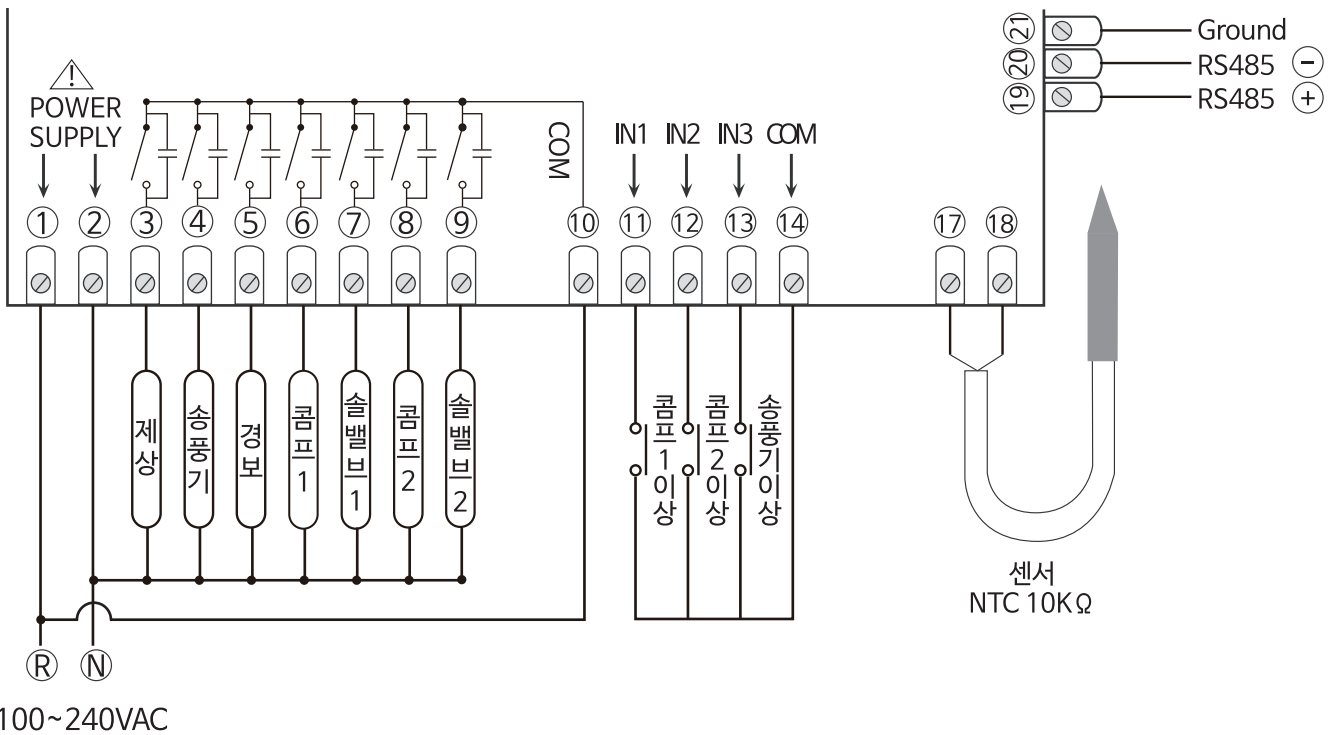 21 Ground
20 RS485 −
19 RS485 +
⚠
POWER
SUPPLY
COM
IN1 IN2 IN3 COM
① ② ③ ④ ⑤ ⑥ ⑦ ⑧ ⑨ ⑩ ⑪ ⑫ ⑬ ⑭ ⑰ ⑱
제상
송풍기
경보
콤프1
솔밸브1
콤프2
솔밸브2
콤프1이상
콤프2이상
송풍기이상
센서
NTC 10KΩ
Ⓡ Ⓝ
100~240VAC